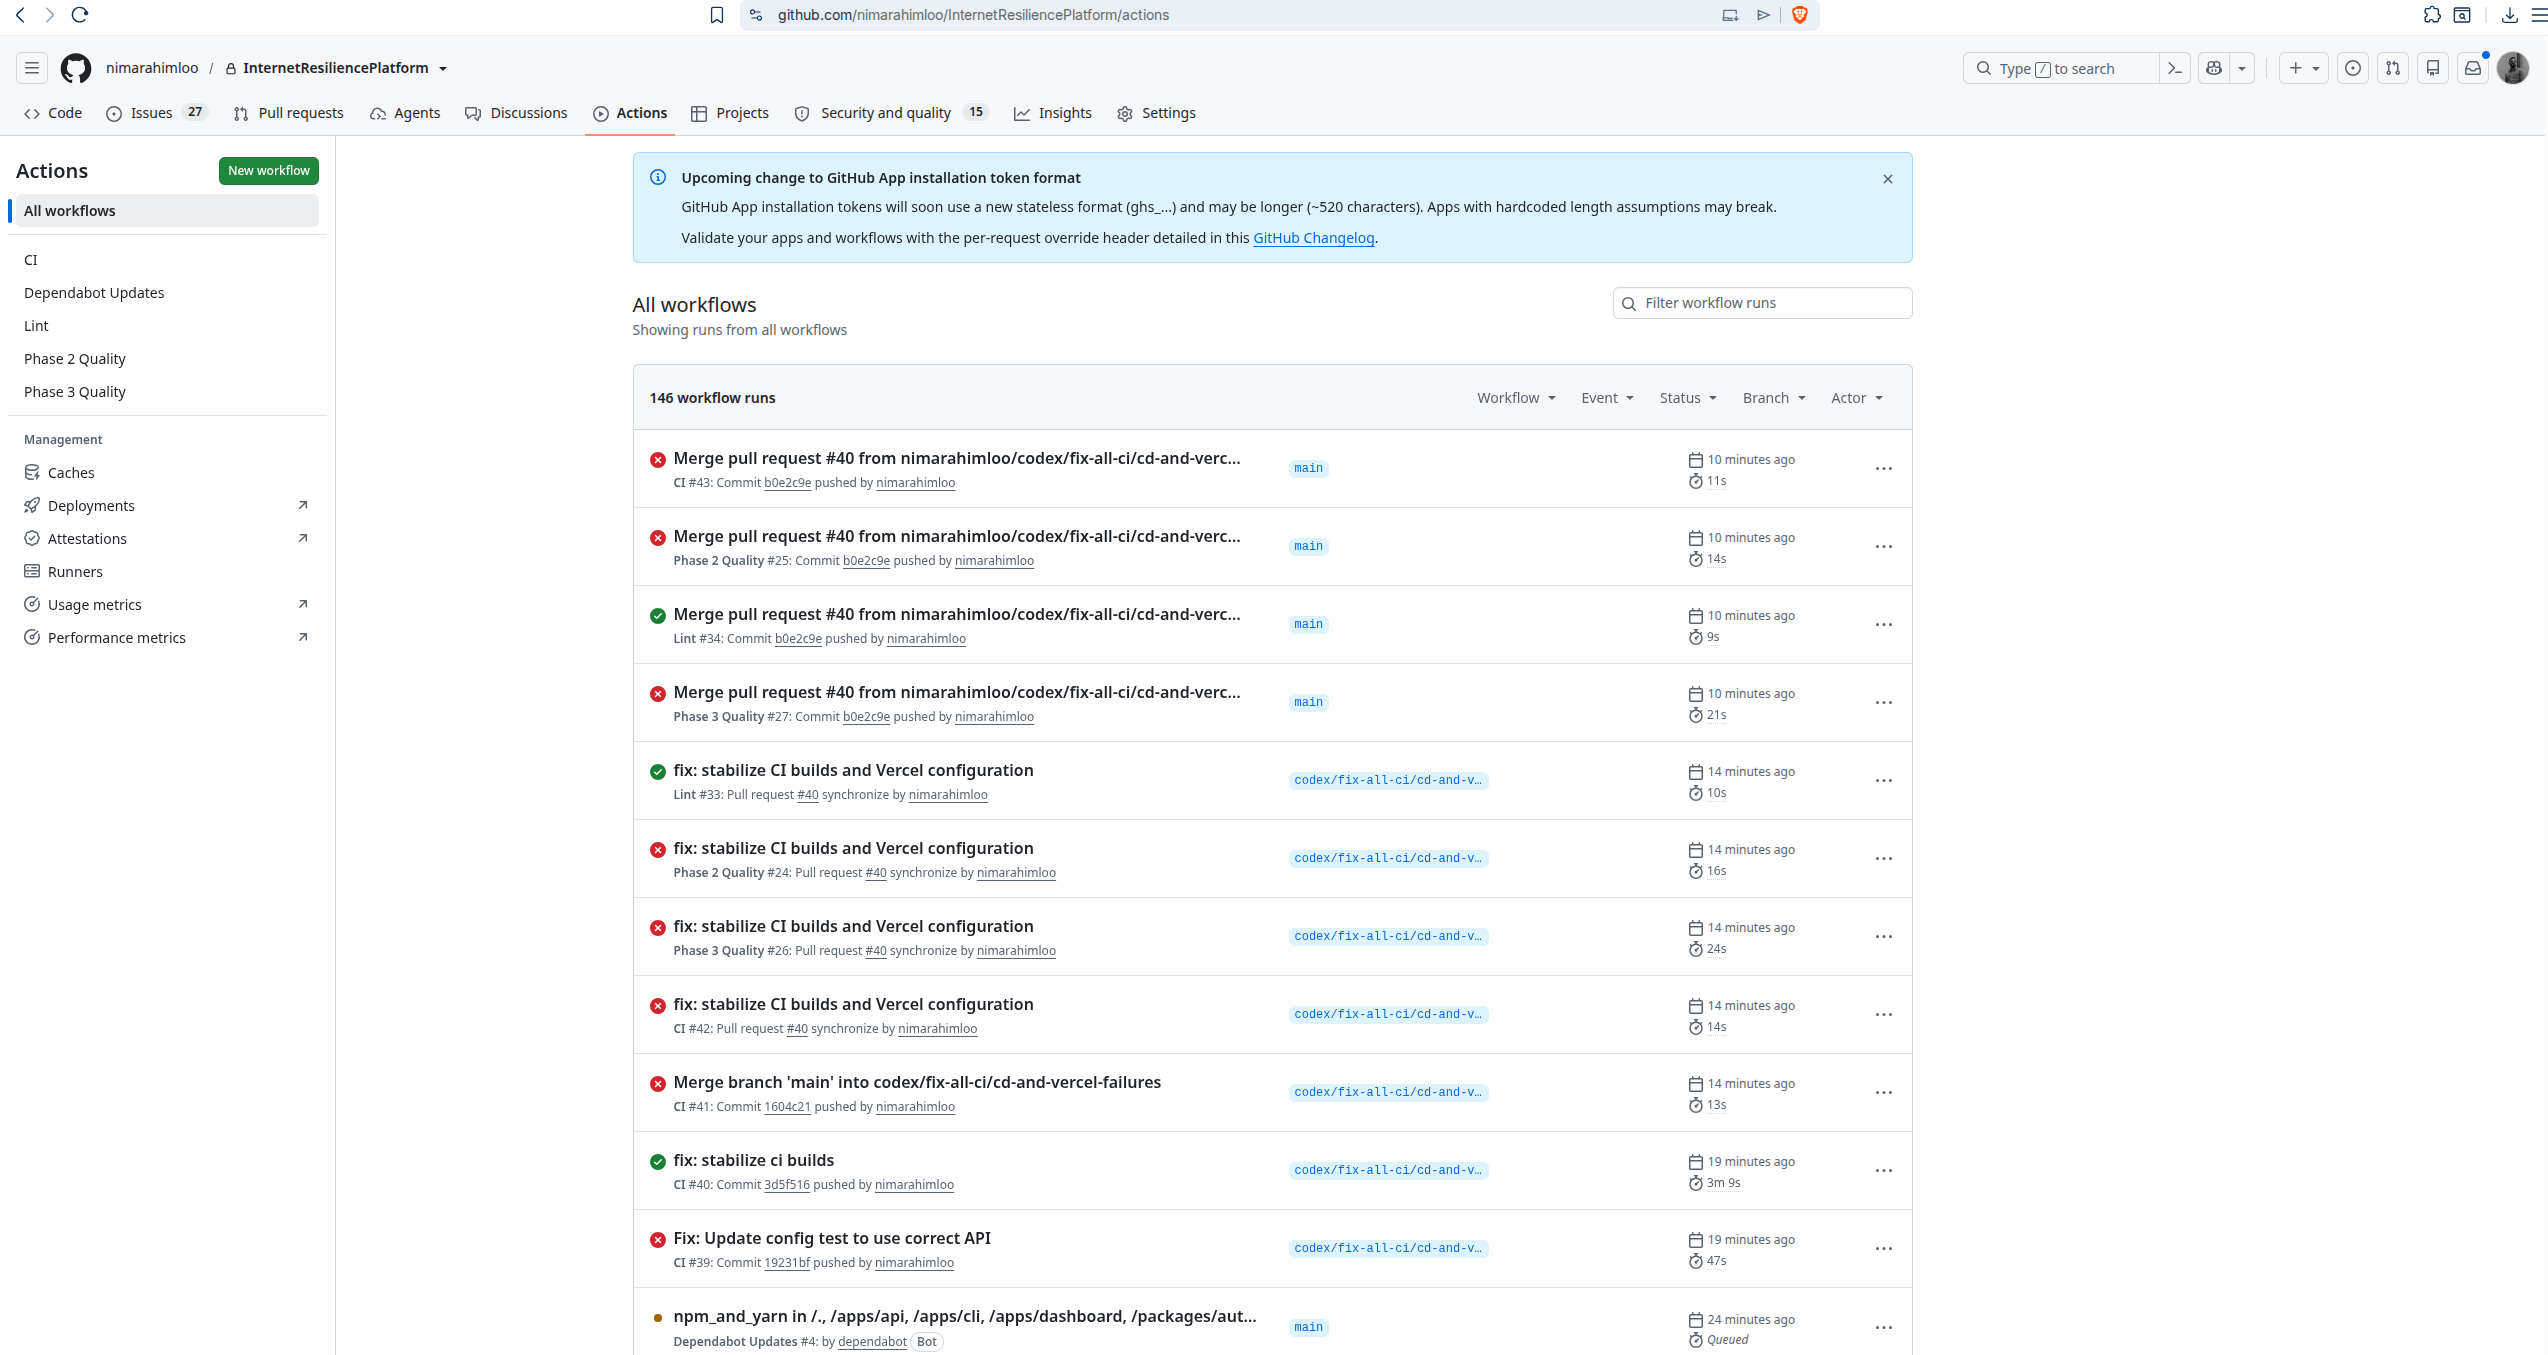 github.com/nimarahimloo/InternetResiliencePlatform/actions
nimarahimloo / InternetResiliencePlatform
Type / to search
Code
Issues 27
Pull requests
Agents
Discussions
Actions
Projects
Security and quality 15
Insights
Settings
Actions
New workflow
All workflows
CI
Dependabot Updates
Lint
Phase 2 Quality
Phase 3 Quality
Management
Caches
Deployments
Attestations
Runners
Usage metrics
Performance metrics
Upcoming change to GitHub App installation token format
GitHub App installation tokens will soon use a new stateless format (ghs_...) and may be longer (~520 characters). Apps with hardcoded length assumptions may break.
Validate your apps and workflows with the per-request override header detailed in this GitHub Changelog.
All workflows
Showing runs from all workflows
Filter workflow runs
146 workflow runs
Workflow
Event
Status
Branch
Actor
Merge pull request #40 from nimarahimloo/codex/fix-all-ci/cd-and-verc...
CI #43: Commit b0e2c9e pushed by nimarahimloo
main
10 minutes ago
11s
Merge pull request #40 from nimarahimloo/codex/fix-all-ci/cd-and-verc...
Phase 2 Quality #25: Commit b0e2c9e pushed by nimarahimloo
main
10 minutes ago
14s
Merge pull request #40 from nimarahimloo/codex/fix-all-ci/cd-and-verc...
Lint #34: Commit b0e2c9e pushed by nimarahimloo
main
10 minutes ago
9s
Merge pull request #40 from nimarahimloo/codex/fix-all-ci/cd-and-verc...
Phase 3 Quality #27: Commit b0e2c9e pushed by nimarahimloo
main
10 minutes ago
21s
fix: stabilize CI builds and Vercel configuration
Lint #33: Pull request #40 synchronize by nimarahimloo
codex/fix-all-ci/cd-and-v...
14 minutes ago
10s
fix: stabilize CI builds and Vercel configuration
Phase 2 Quality #24: Pull request #40 synchronize by nimarahimloo
codex/fix-all-ci/cd-and-v...
14 minutes ago
16s
fix: stabilize CI builds and Vercel configuration
Phase 3 Quality #26: Pull request #40 synchronize by nimarahimloo
codex/fix-all-ci/cd-and-v...
14 minutes ago
24s
fix: stabilize CI builds and Vercel configuration
CI #42: Pull request #40 synchronize by nimarahimloo
codex/fix-all-ci/cd-and-v...
14 minutes ago
14s
Merge branch 'main' into codex/fix-all-ci/cd-and-vercel-failures
CI #41: Commit 1604c21 pushed by nimarahimloo
codex/fix-all-ci/cd-and-v...
14 minutes ago
13s
fix: stabilize ci builds
CI #40: Commit 3d5f516 pushed by nimarahimloo
codex/fix-all-ci/cd-and-v...
19 minutes ago
3m 9s
Fix: Update config test to use correct API
CI #39: Commit 19231bf pushed by nimarahimloo
codex/fix-all-ci/cd-and-v...
19 minutes ago
47s
npm_and_yarn in /., /apps/api, /apps/cli, /apps/dashboard, /packages/aut...
Dependabot Updates #4: by dependabot Bot
main
24 minutes ago
Queued